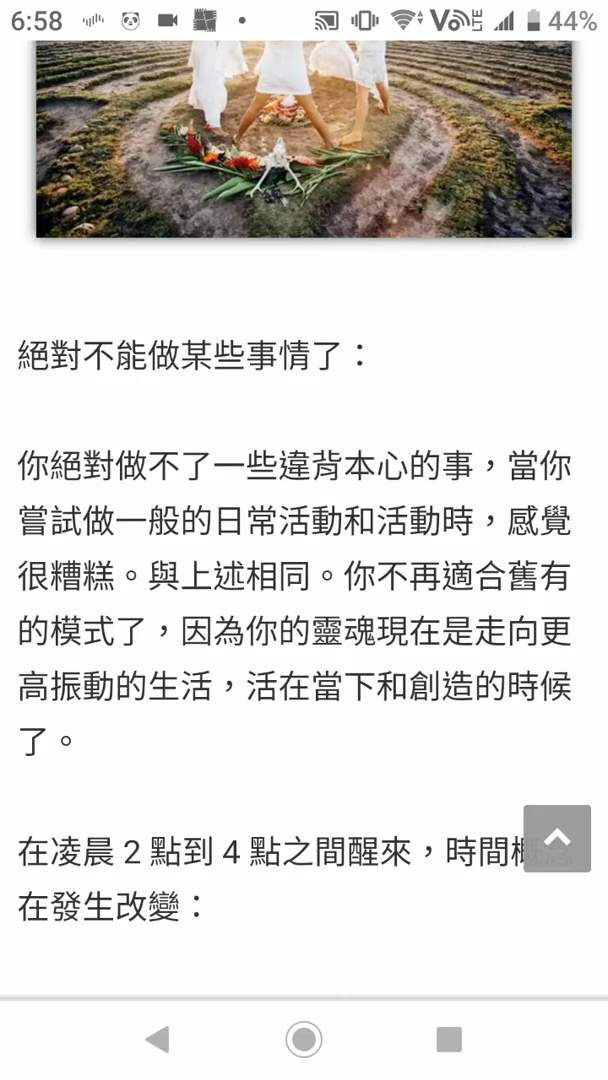 6:58
LTE
44%
絕對不能做某些事情了：
你絕對做不了一些違背本心的事，當你
嘗試做一般的日常活動和活動時，感覺
很糟糕。與上述相同。你不再適合舊有
的模式了，因為你的靈魂現在是走向更
高振動的生活，活在當下和創造的時候
了。
在凌晨 2 點到 4 點之間醒來，時間概念
在發生改變：